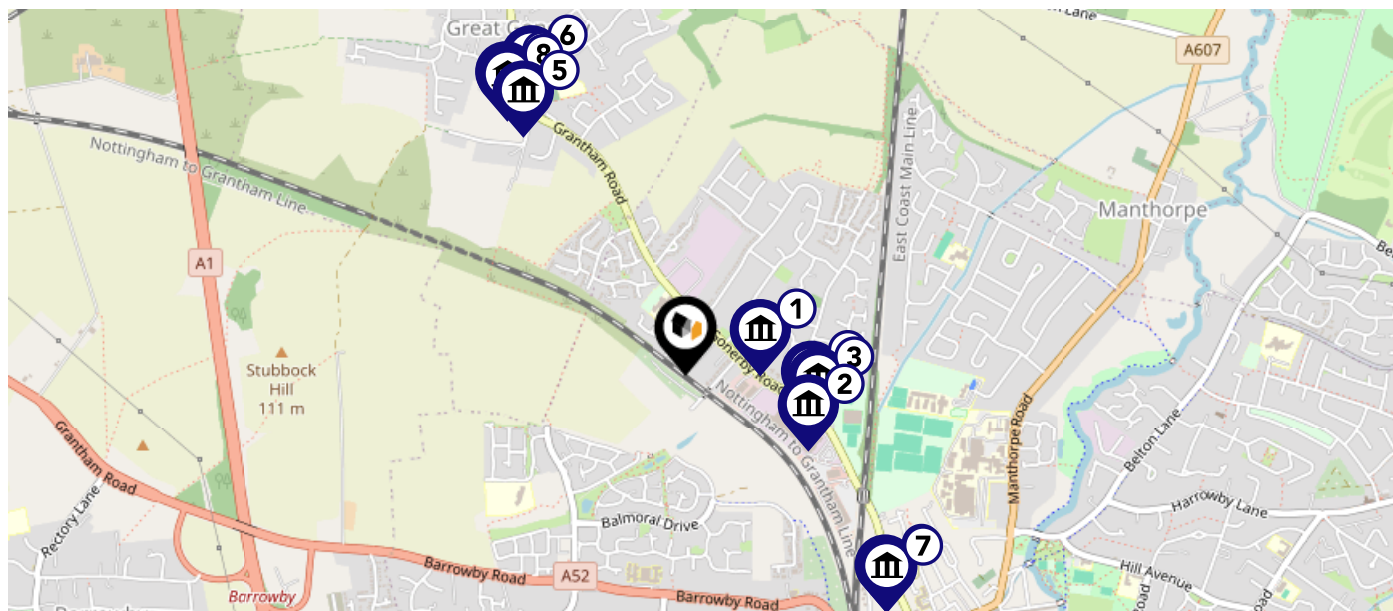 Lane
Great
6
8
5
A607
Grantham Road
East Coast Main Line
Nottingham to Grantham Line
Manthorpe
A1
1
Stubbock
Hill
111 m
3
2
Nottingham to Grantham Line
Grantham Road
Manthorpe Road
Belton Lane
Rectory Lane
Harrowby Lane
Balmoral Drive
7
Barrowby Road
A52
Hill Avenue
Barrowby
Barrowby Road
Road
Road